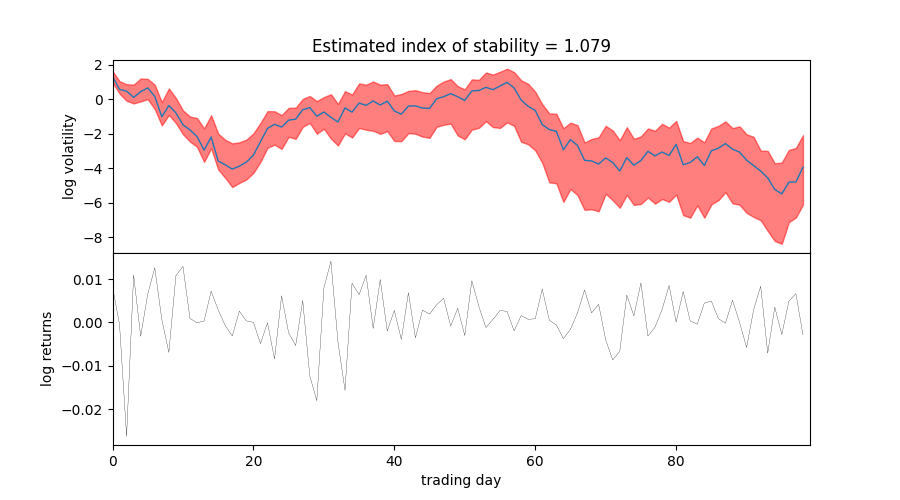 Estimated index of stability = 1.079
2
0
−2
−4
−6
−8
log volatility
0.01
0.00
−0.01
−0.02
log returns
0 20 40 60 80
trading day